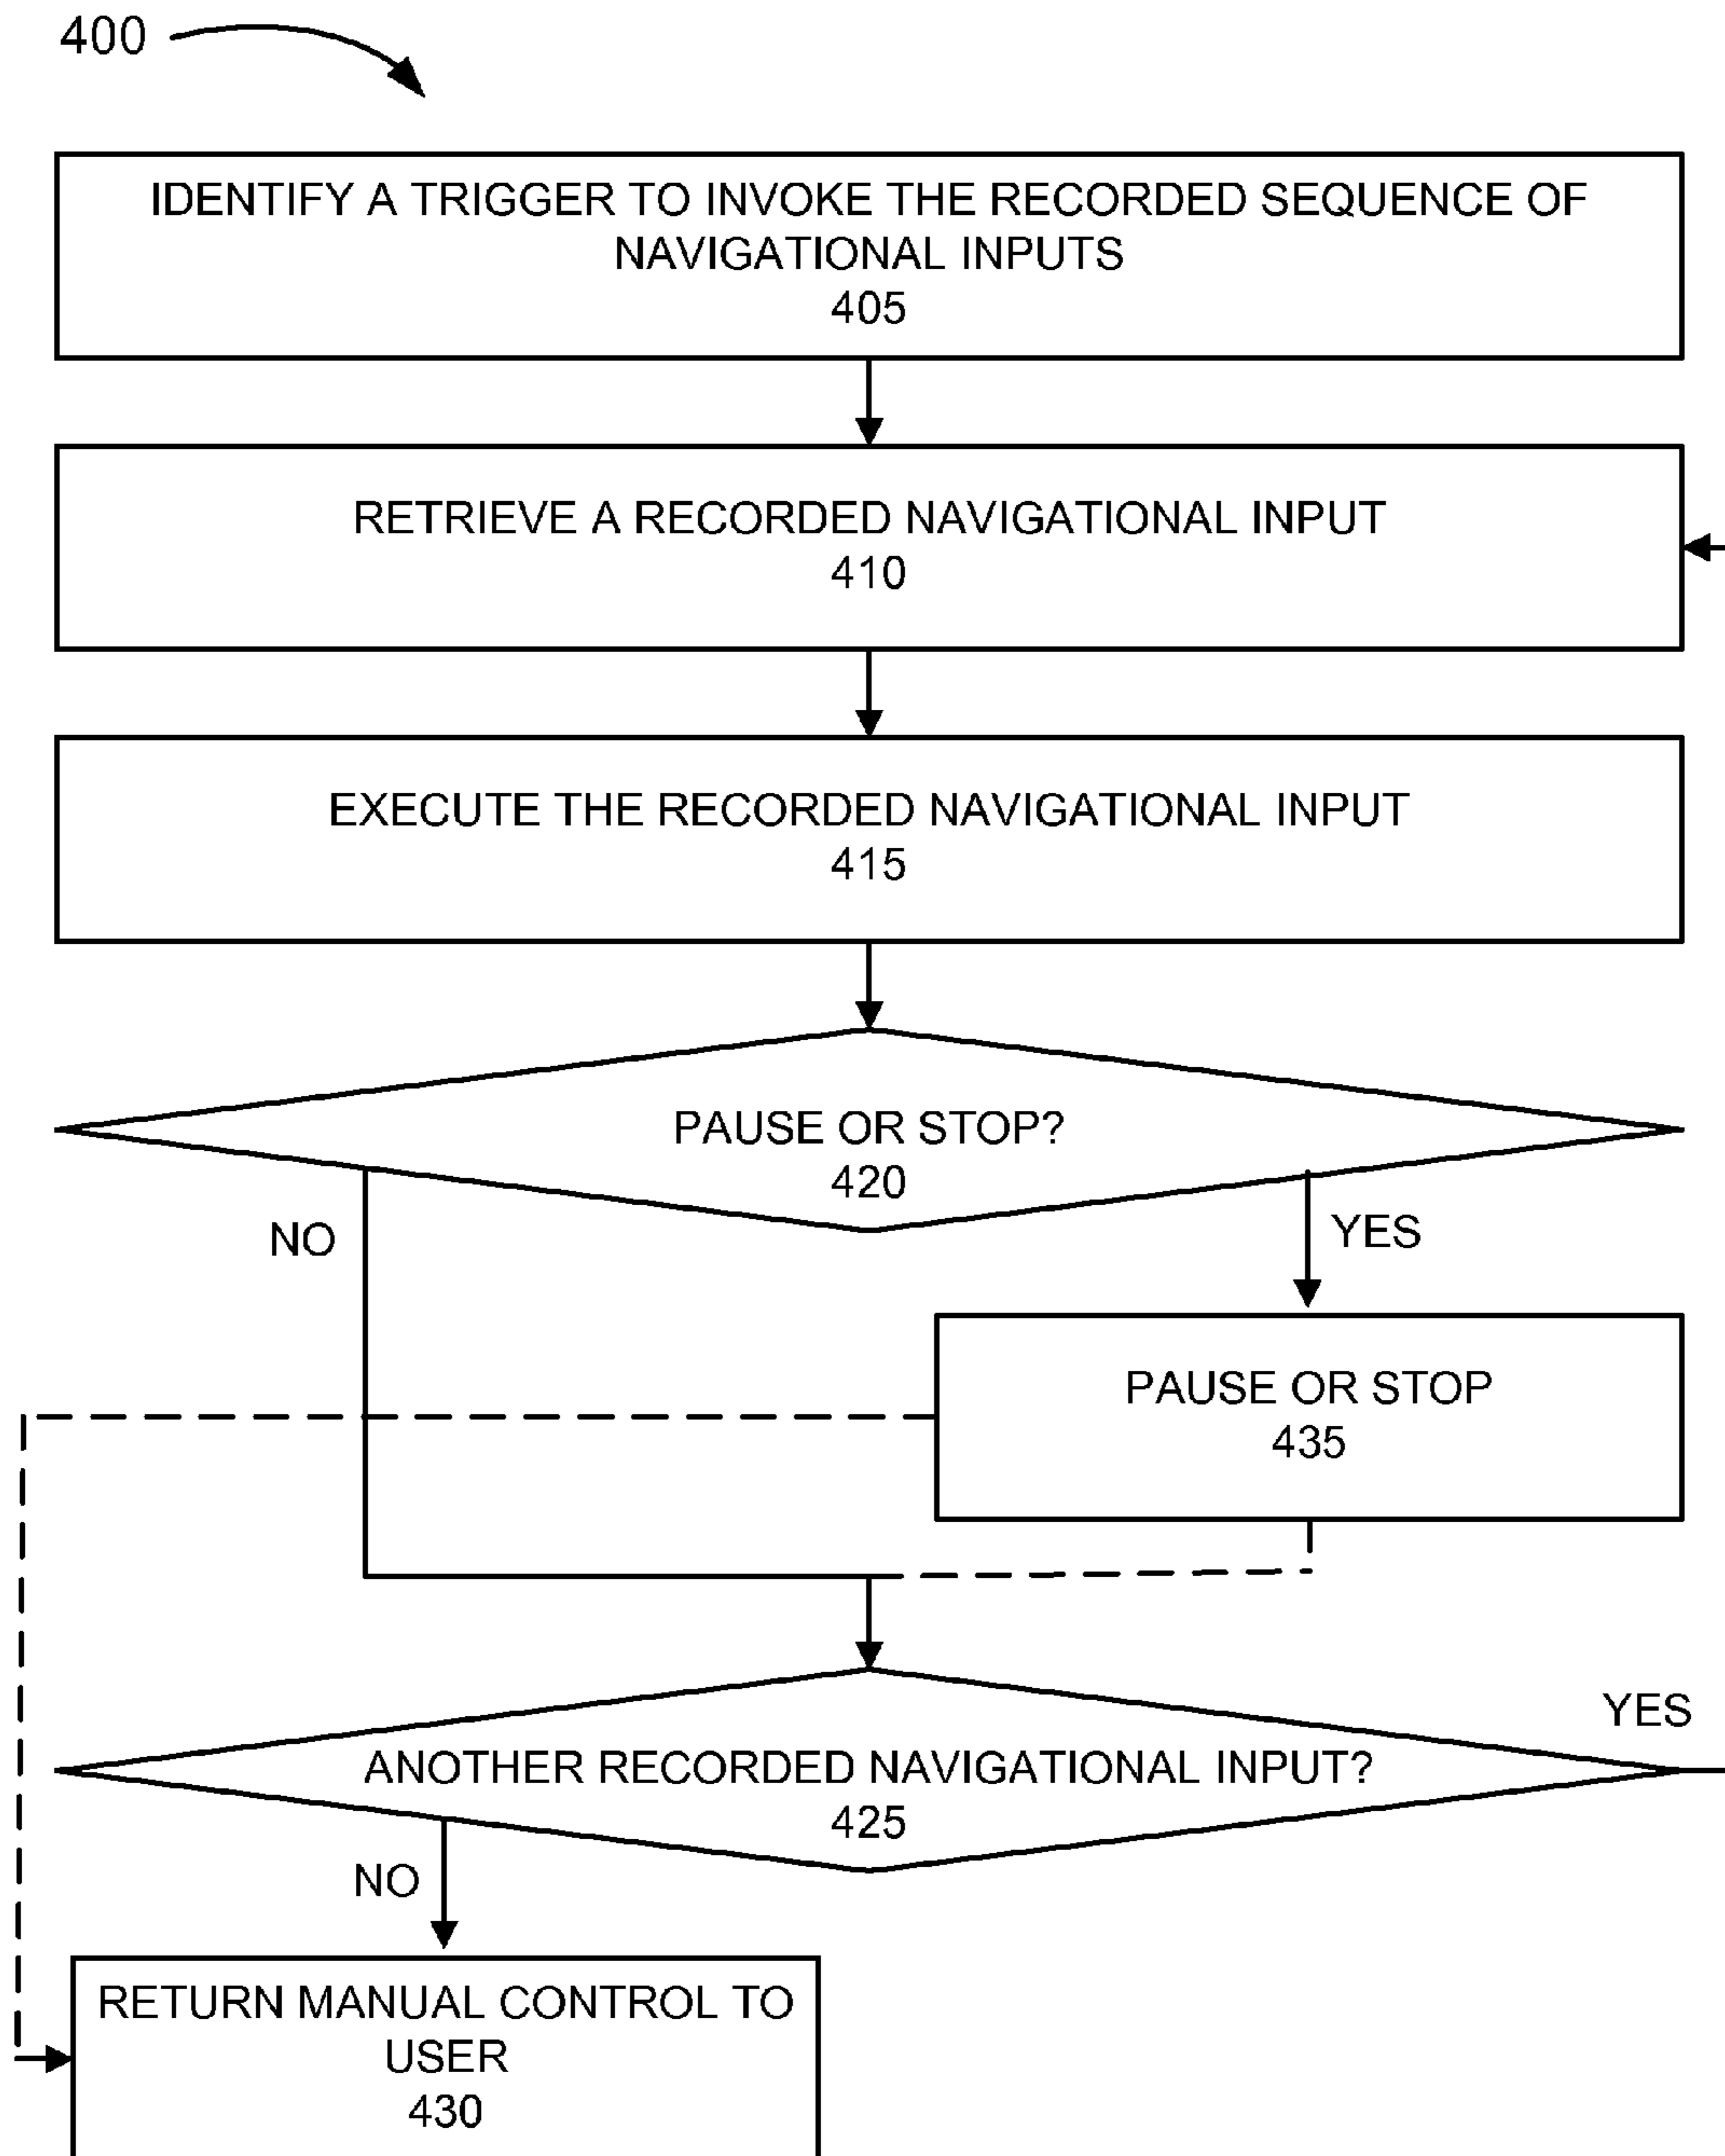 400
IDENTIFY A TRIGGER TO INVOKE THE RECORDED SEQUENCE OF
NAVIGATIONAL INPUTS
405
RETRIEVE A RECORDED NAVIGATIONAL INPUT
410
EXECUTE THE RECORDED NAVIGATIONAL INPUT
415
PAUSE OR STOP?
420
NO
YES
PAUSE OR STOP
435
YES
ANOTHER RECORDED NAVIGATIONAL INPUT?
425
NO
RETURN MANUAL CONTROL TO
USER
430